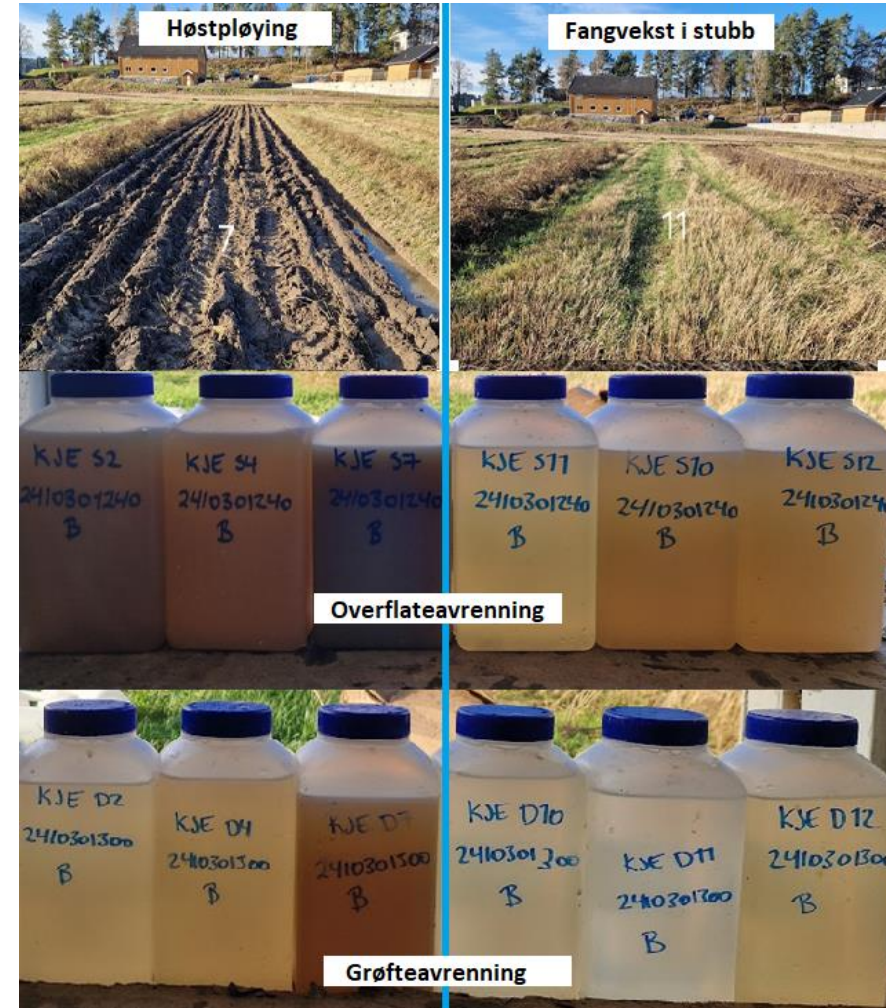 Høstpløying
Fangvekst i stubb
7
11
KJE S2
2410301240
B
KJE S4
2410301240
B
KJE S7
2410301240
B
KJE S11
2410301240
B
KJE S10
2410301240
B
KJE S12
2410301240
B
Overflateavrenning
KJE D2
2410301300
B
KJE D4
2410301300
B
KJE D7
2410301300
B
KJE D10
2410301300
B
KJE D11
2410301300
B
KJE D12
2410301300
B
Grøfteavrenning